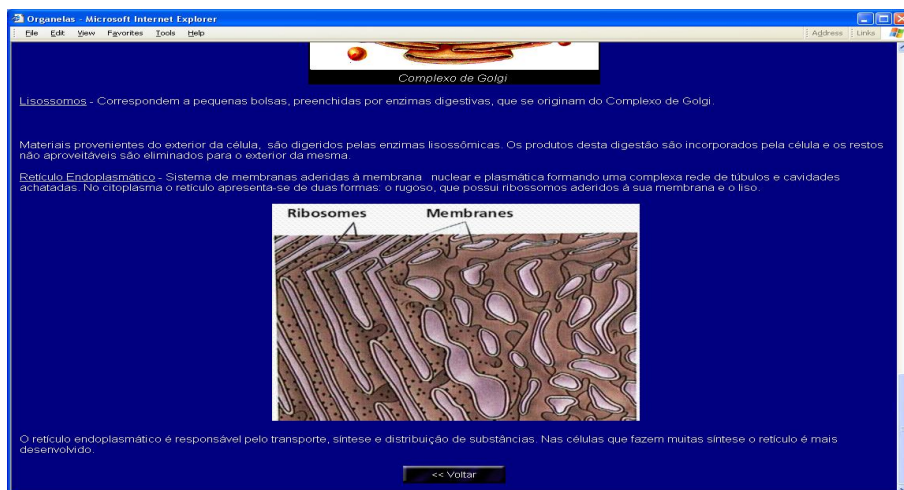 Organelas - Microsoft Internet Explorer
File Edit View Favorites Tools Help Address Links
Complexo de Golgi
Lisossomos - Correspondem a pequenas bolsas, preenchidas por enzimas digestivas, que se originam do Complexo de Golgi.
Materiais provenientes do exterior da célula, são digeridos pelas enzimas lisossômicas. Os produtos desta digestão são incorporados pela célula e os restos
não aproveitáveis são eliminados para o exterior da mesma.
Retículo Endoplasmático - Sistema de membranas aderidas à membrana nuclear e plasmática formando uma complexa rede de túbulos e cavidades
achatadas. No citoplasma o retículo apresenta-se de duas formas: o rugoso, que possui ribossomos aderidos à sua membrana e o liso.
Ribosomes Membranes
O retículo endoplasmático é responsável pelo transporte, síntese e distribuição de substâncias. Nas células que fazem muitas síntese o retículo é mais
desenvolvido.
<< Voltar